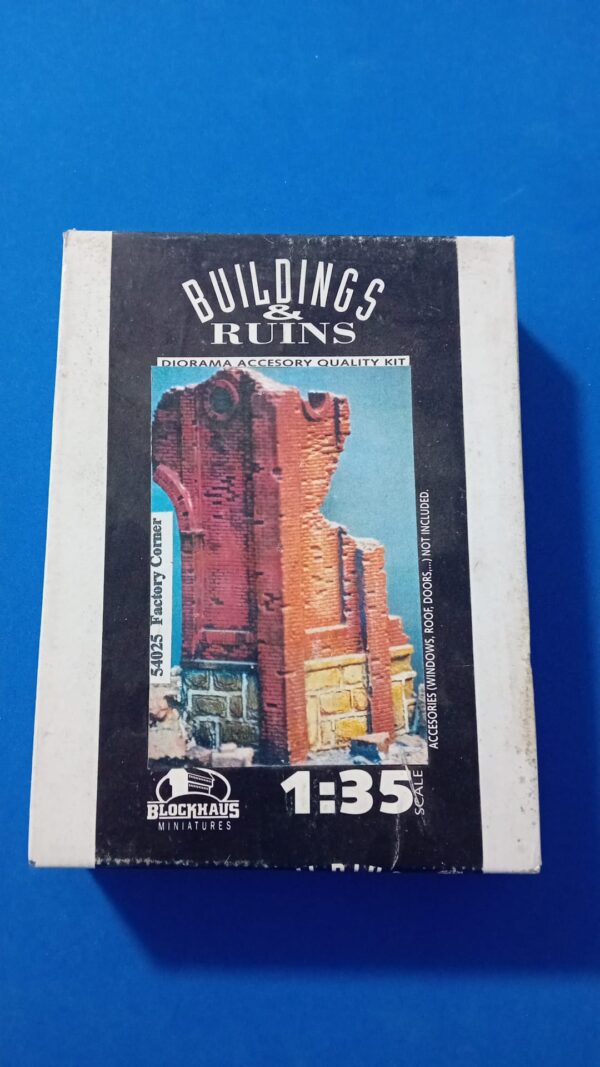 BUILDINGS
&
RUINS
DIORAMA ACCESORY QUALITY KIT
54025 Factory Corner
ACCESORIES (WINDOWS, ROOF, DOORS,...) NOT INCLUDED.
BLOCKHAUS
MINIATURES
1:35
SCALE